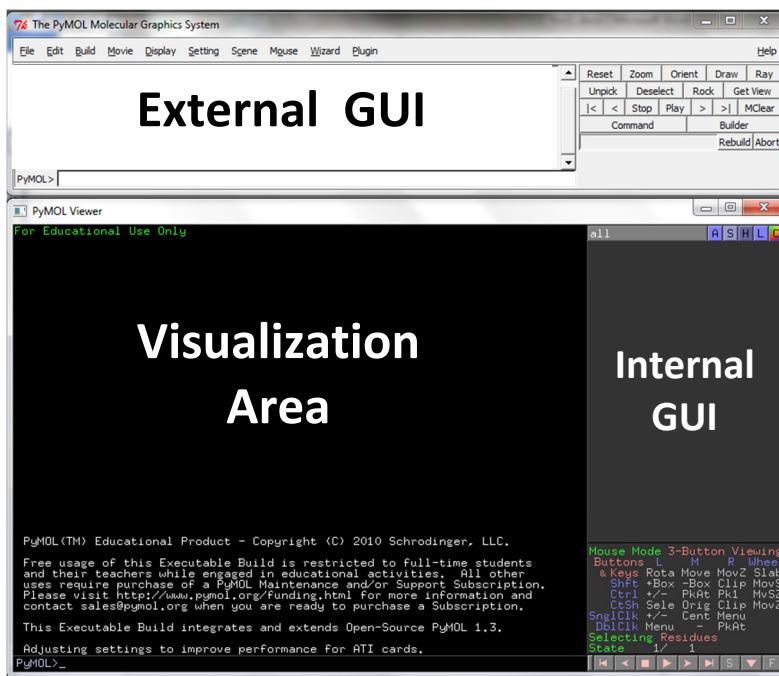 The PyMOL Molecular Graphics System
File Edit Build Movie Display Setting Scene Mouse Wizard Plugin Help
External GUI
Reset Zoom Orient Draw Ray
Unpick Deselect Rock Get View
|< < Stop Play > >| MClear
Command Builder
Rebuild Abort
PyMOL>
PyMOL Viewer
For Educational Use Only
all A S H L C
Visualization
Area
Internal
GUI
PyMOL(TM) Educational Product - Copyright (C) 2010 Schrodinger, LLC.
Free usage of this Executable Build is restricted to full-time students
and their teachers while engaged in educational activities. All other
uses require purchase of a PyMOL Maintenance and/or Support Subscription.
Please visit http://www.pymol.org/funding.html for more information and
contact sales@pymol.org when you are ready to purchase a Subscription.
This Executable Build integrates and extends Open-Source PyMOL 1.3.
Adjusting settings to improve performance for ATI cards.
PyMOL>_
Mouse Mode 3-Button Viewing
Buttons L M R Whee
& Keys Rota Move MovZ Slab
Shft +Box -Box Clip MovS
Ctrl +/- PkAt Pk1 MvSZ
CtSh Sele Orig Clip MovZ
SnglClk +/- Cent Menu
DblClk Menu - PkAt
Selecting Residues
State 1/ 1
S F